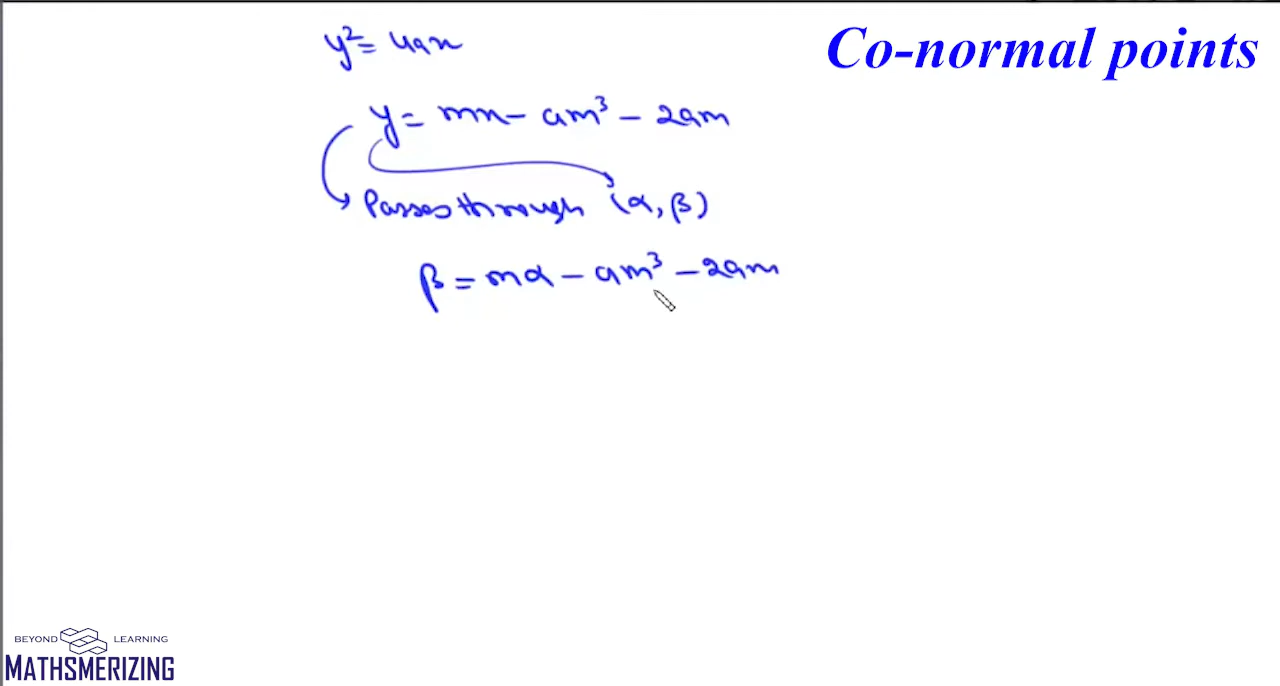 Co-normal points
y² = 4ax
y = mx - am³ - 2am
Passes through (α, β)
β = mα - am³ - 2am
BEYOND LEARNING
MATHSMERIZING